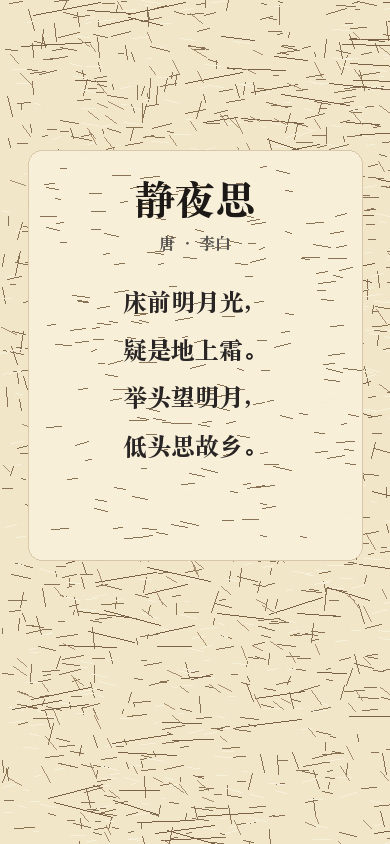 静夜思
唐 · 李白
床前明月光，
疑是地上霜。
举头望明月，
低头思故乡。